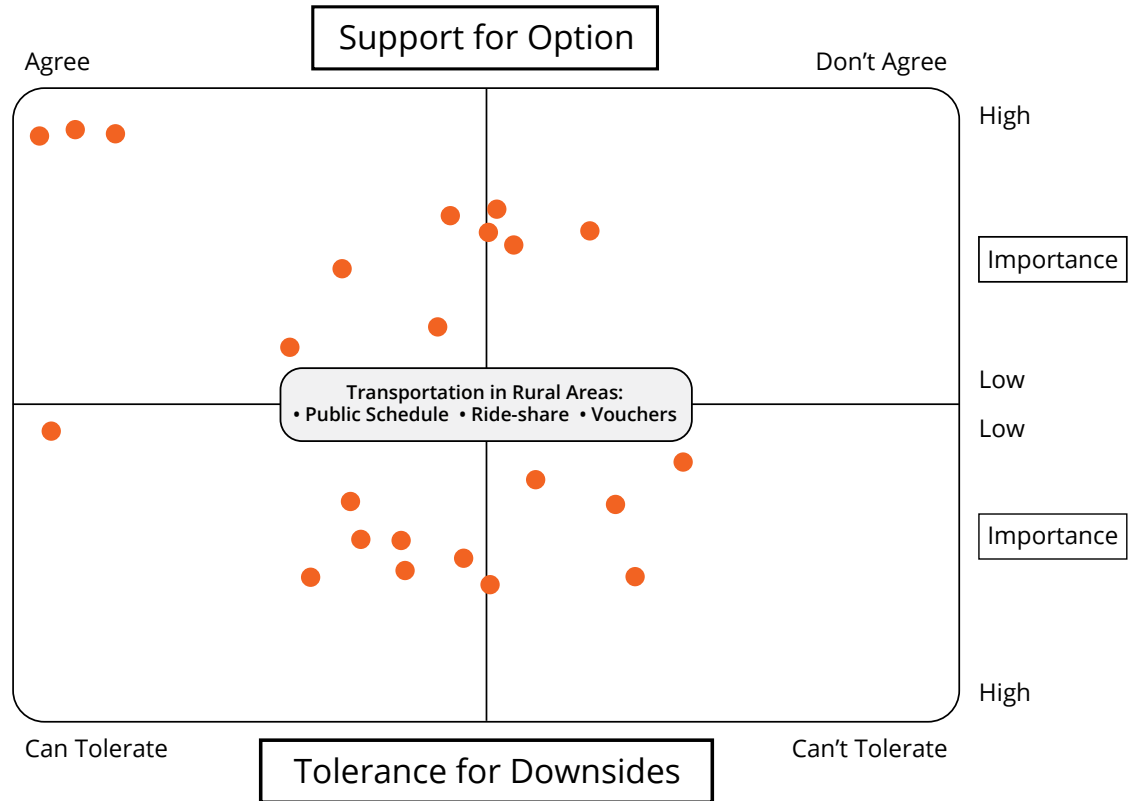 Support for Option
Agree
Don’t Agree
High
Importance
Transportation in Rural Areas:
• Public Schedule • Ride-share • Vouchers
Low
Low
Importance
High
Can Tolerate
Can’t Tolerate
Tolerance for Downsides